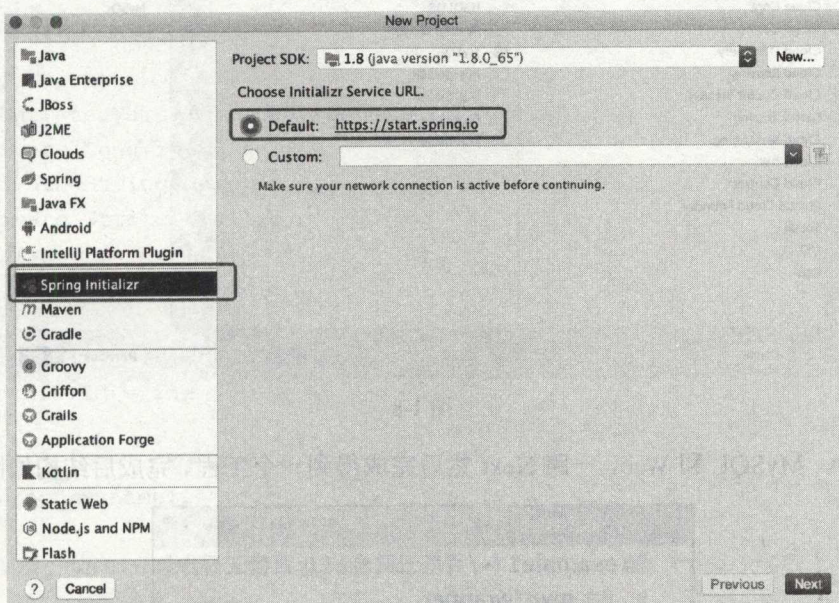 New Project
Java
Java Enterprise
JBoss
J2ME
Clouds
Spring
Java FX
Android
IntelliJ Platform Plugin
Spring Initializr
Maven
Gradle
Groovy
Griffon
Grails
Application Forge
Kotlin
Static Web
Node.js and NPM
Flash
Project SDK: 1.8 (java version "1.8.0_65") New...
Choose Initializr Service URL.
Default: https://start.spring.io
Custom:
Make sure your network connection is active before continuing.
? Cancel Previous Next